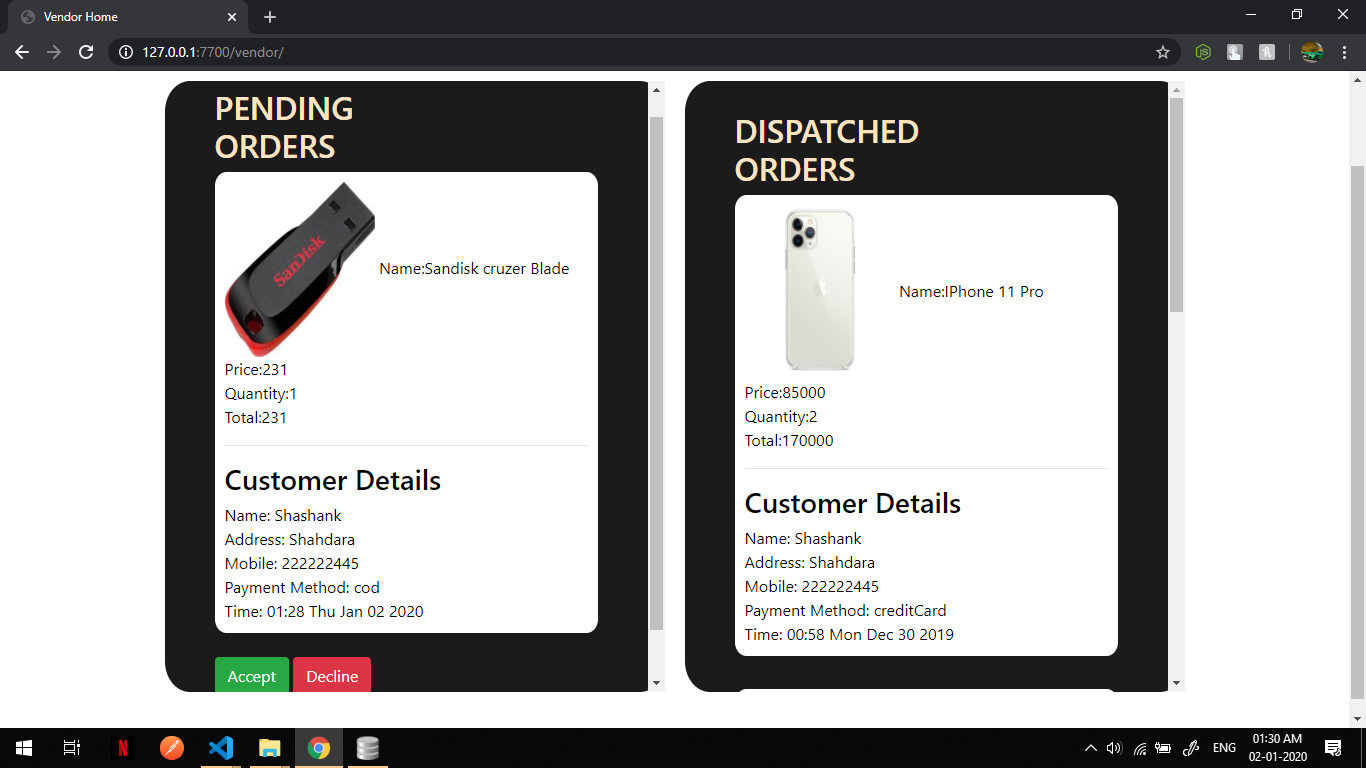 Vendor Home
127.0.0.1:7700/vendor/
PENDING
ORDERS
SanDisk
Name:Sandisk cruzer Blade
Price:231
Quantity:1
Total:231
Customer Details
Name: Shashank
Address: Shahdara
Mobile: 222222445
Payment Method: cod
Time: 01:28 Thu Jan 02 2020
Accept Decline
DISPATCHED
ORDERS
Name:IPhone 11 Pro
Price:85000
Quantity:2
Total:170000
Customer Details
Name: Shashank
Address: Shahdara
Mobile: 222222445
Payment Method: creditCard
Time: 00:58 Mon Dec 30 2019
ENG
01:30 AM
02-01-2020